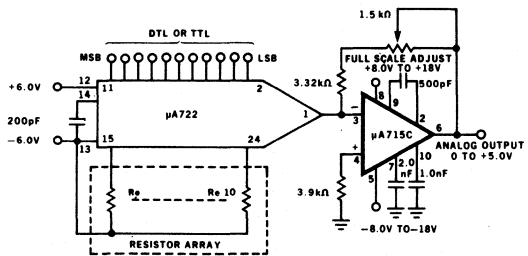 1.5 kΩ
DTL OR TTL
MSB
LSB
FULL SCALE ADJUST
+8.0V TO +18V
+6.0V
12
11
2
3.32kΩ
8
9
500pF
14
µA722
1
−
3
2
200pF
µA715C
6
ANALOG OUTPUT
0 TO +5.0V
−6.0V
13
15
24
+
4
7
10
5
2.0
nF
1.0nF
Re
Re 10
3.9kΩ
−8.0V TO−18V
RESISTOR ARRAY